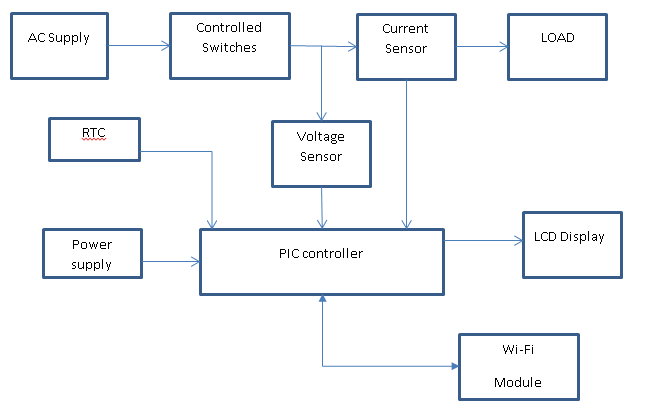 AC Supply
Controlled
Switches
Current
Sensor
LOAD
RTC
Voltage
Sensor
Power
supply
PIC controller
LCD Display
Wi-Fi
Module